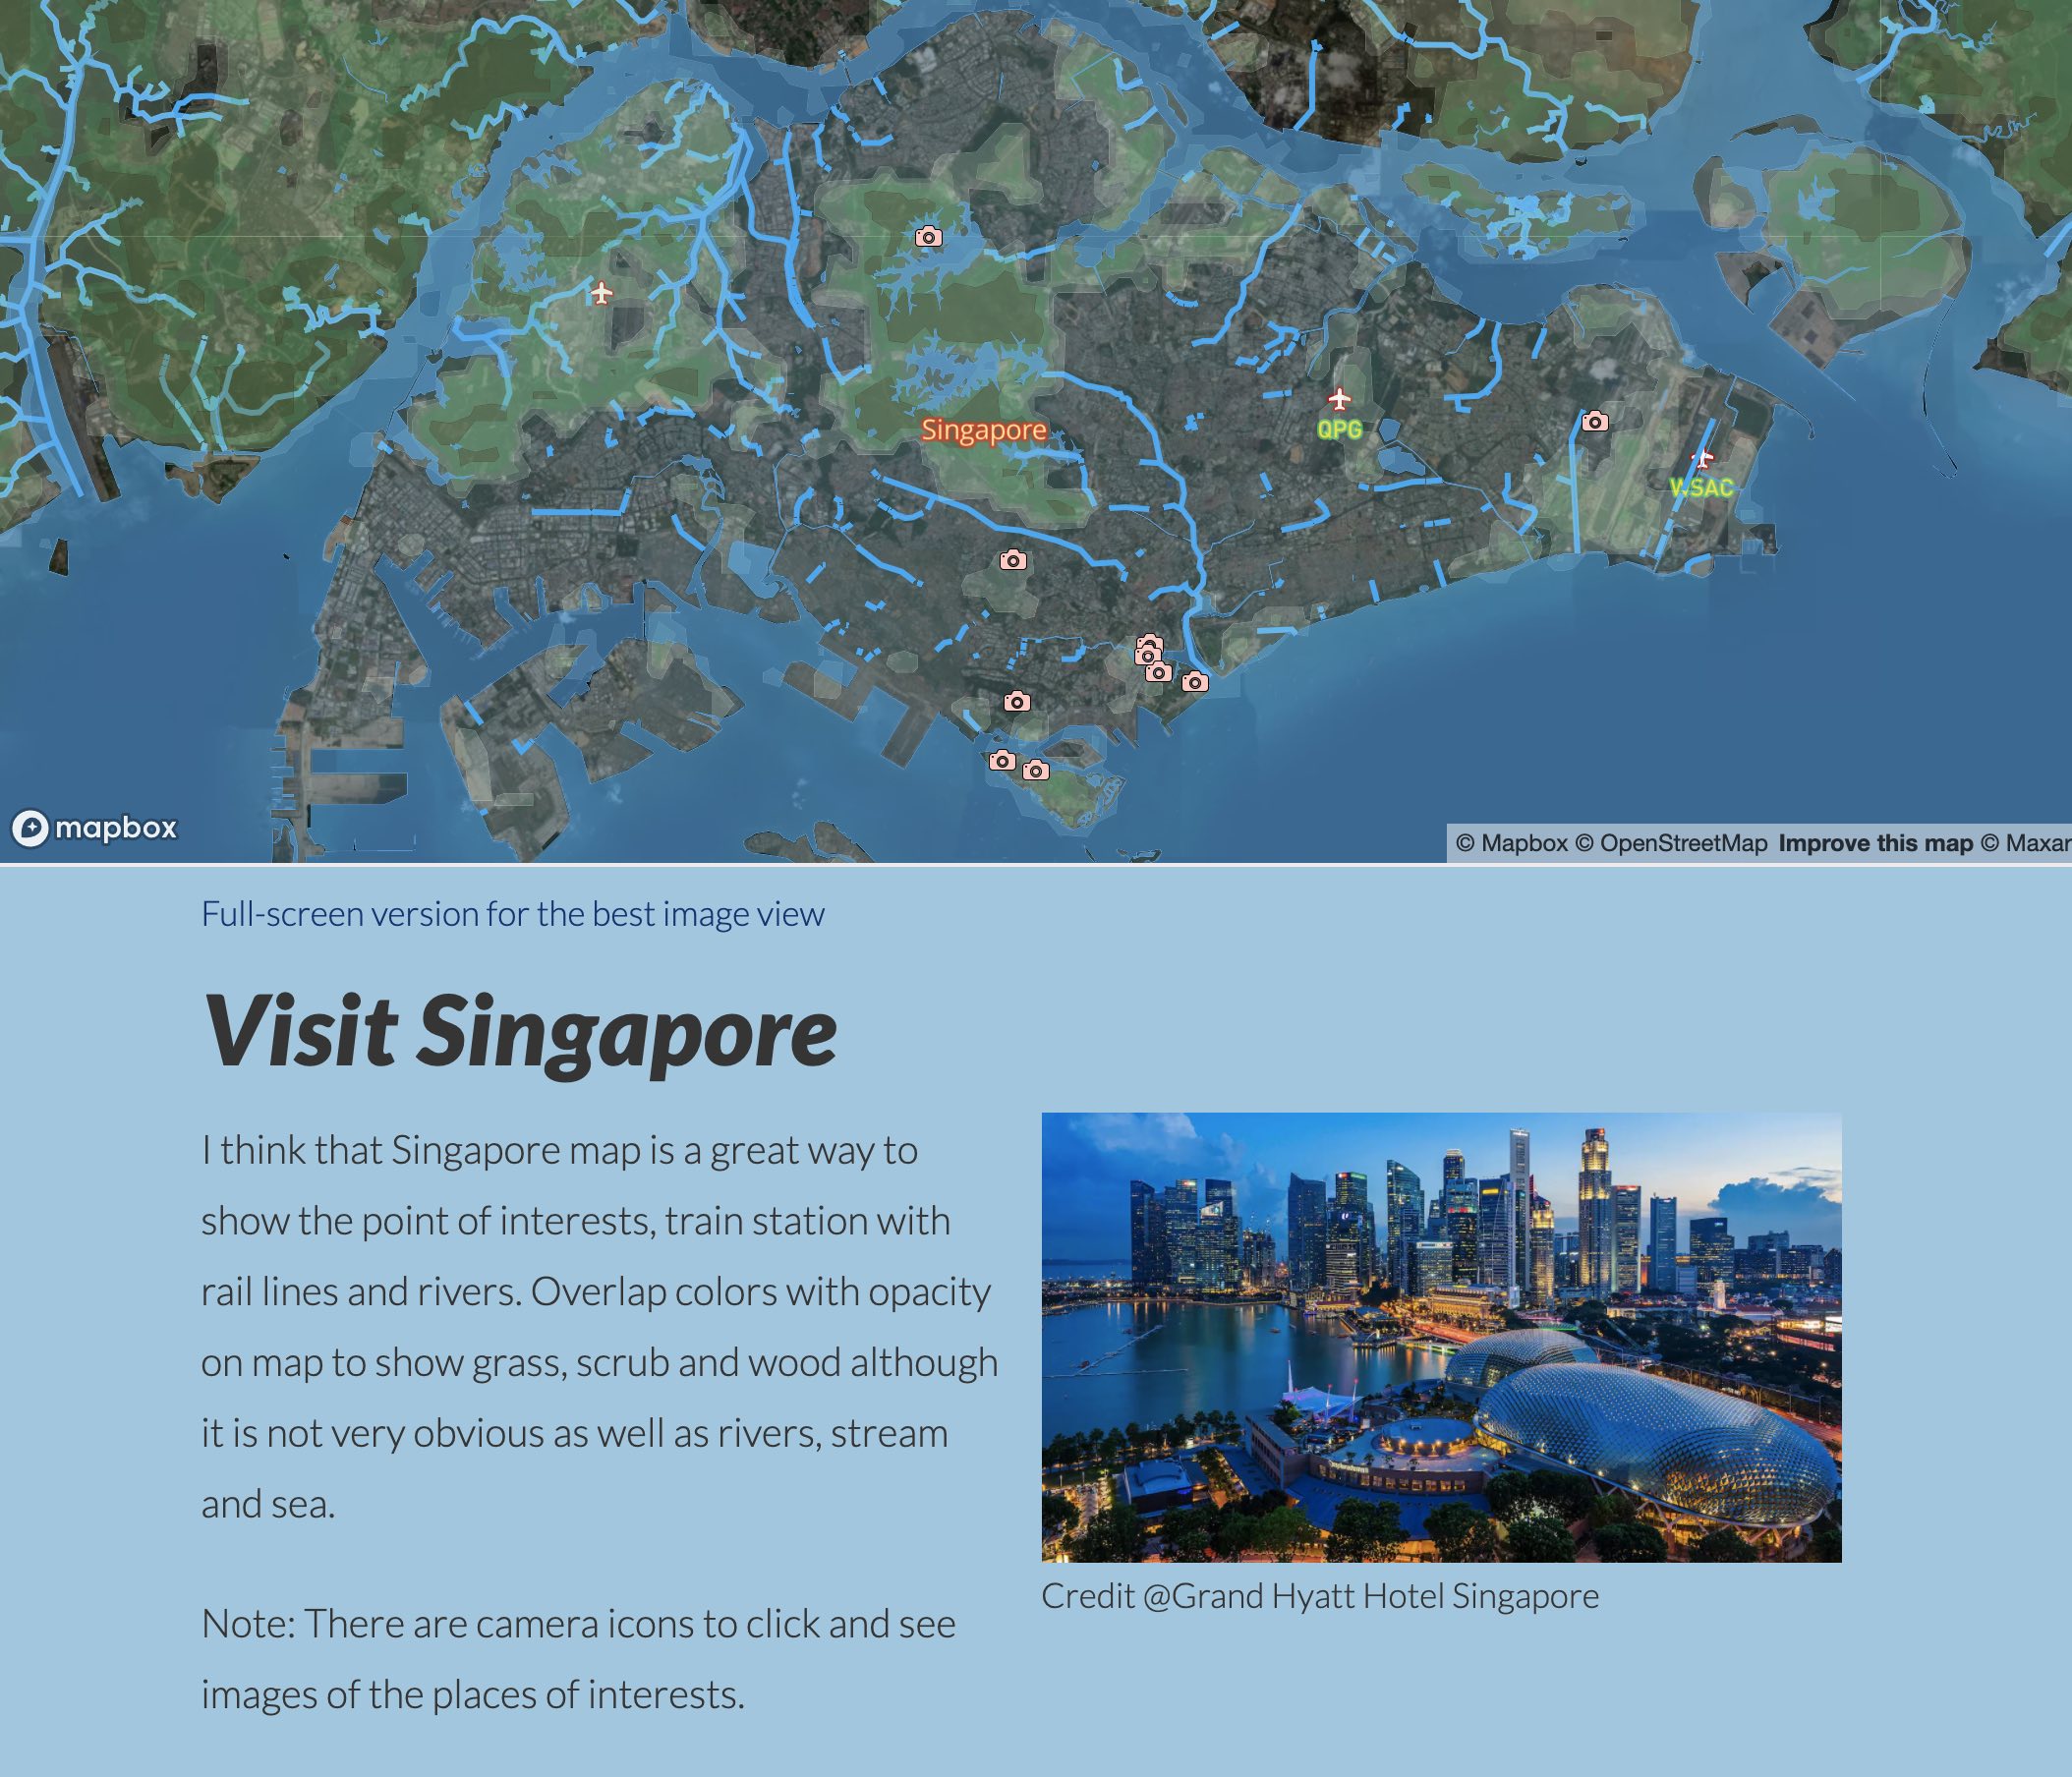 Singapore
QPG
WSAC
mapbox
© Mapbox © OpenStreetMap Improve this map © Maxar
Full-screen version for the best image view
Visit Singapore
I think that Singapore map is a great way to
show the point of interests, train station with
rail lines and rivers. Overlap colors with opacity
on map to show grass, scrub and wood although
it is not very obvious as well as rivers, stream
and sea.
Credit @Grand Hyatt Hotel Singapore
Note: There are camera icons to click and see
images of the places of interests.